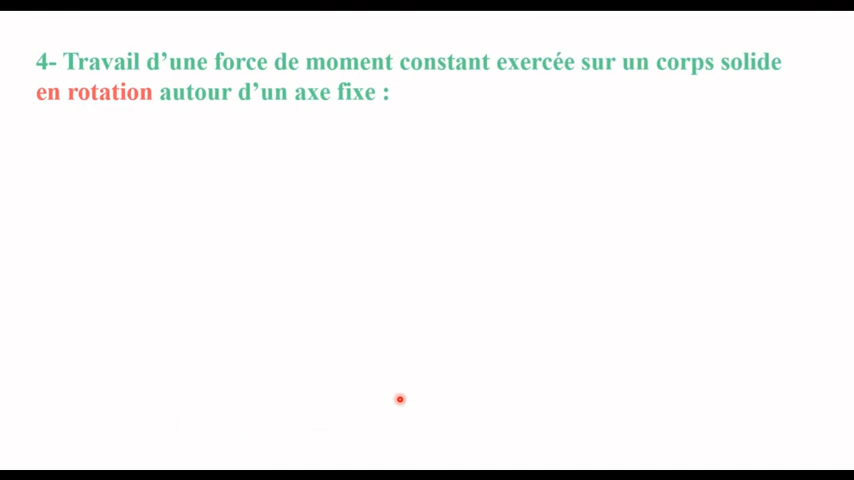 4- Travail d’une force de moment constant exercée sur un corps solide
en rotation autour d’un axe fixe :